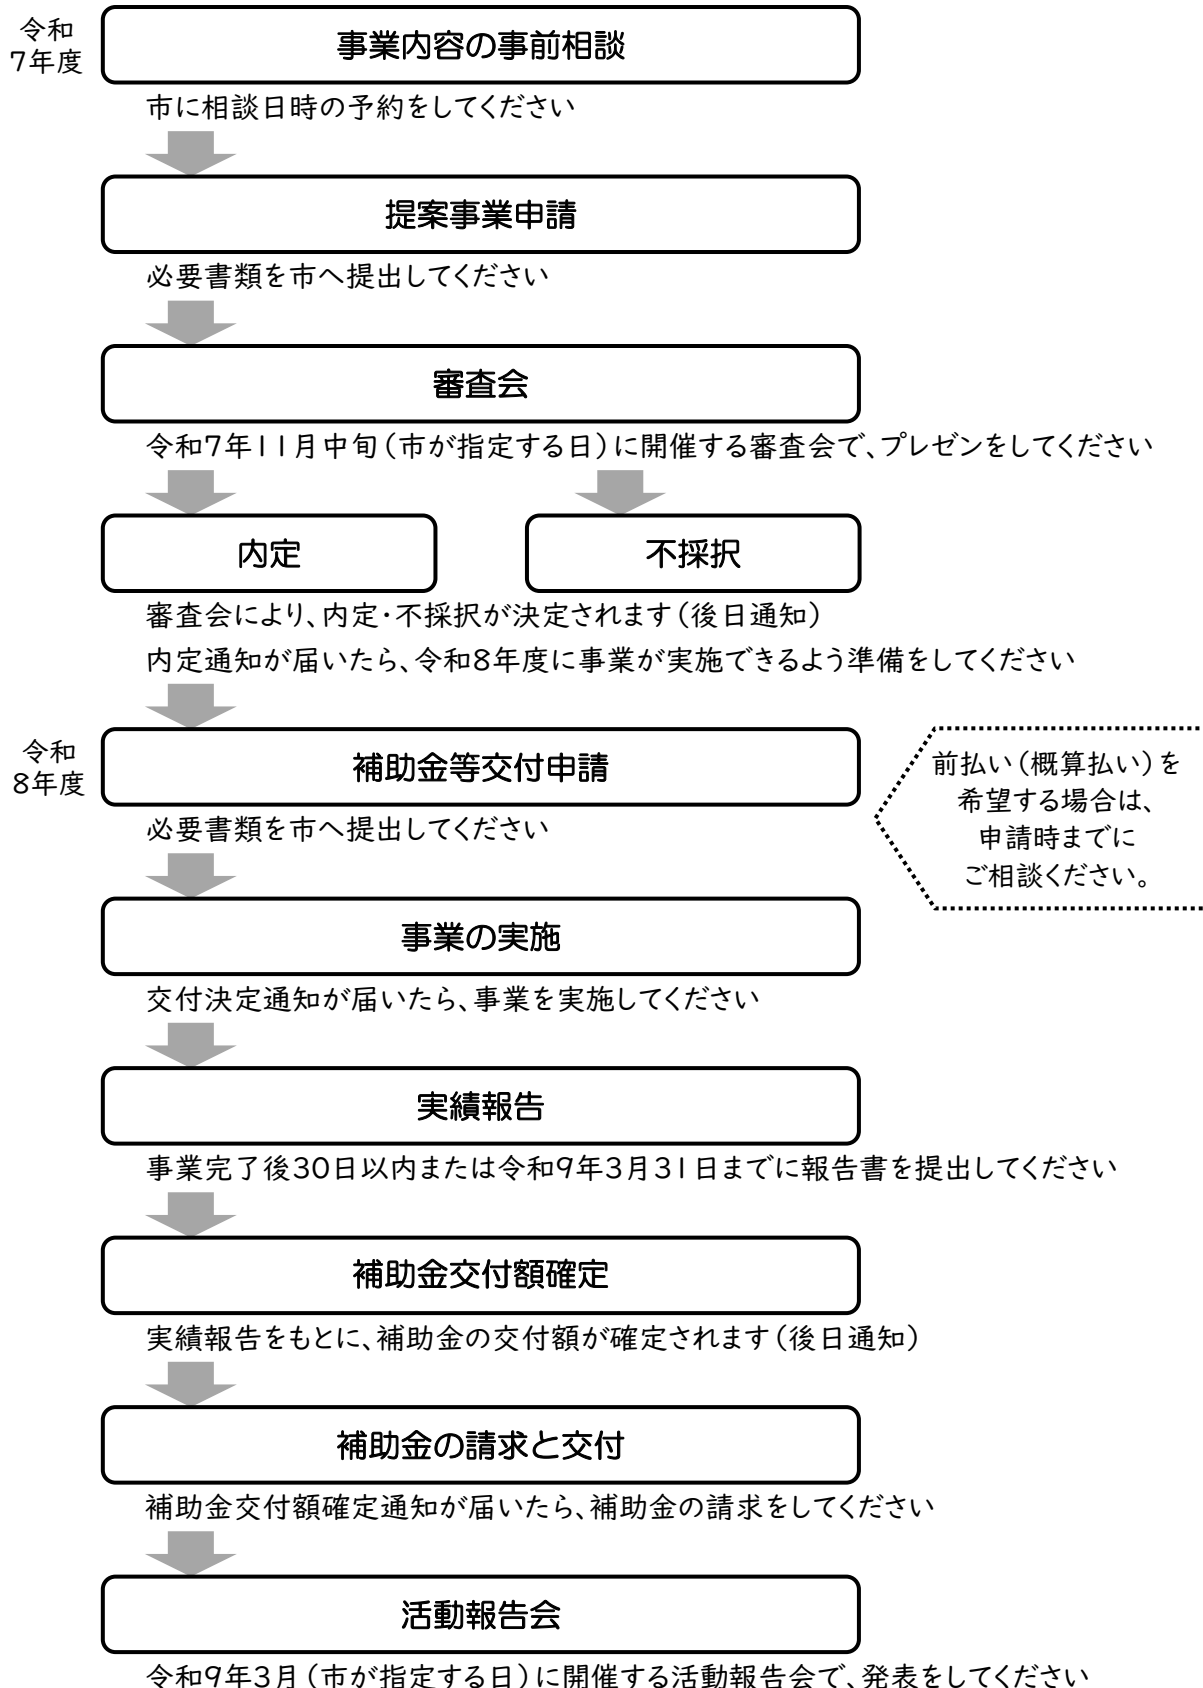 令和
7年度
事業内容の事前相談
市に相談日時の予約をしてください
提案事業申請
必要書類を市へ提出してください
審査会
令和7年11月中旬（市が指定する日）に開催する審査会で、プレゼンをしてください
内定
不採択
審査会により、内定・不採択が決定されます（後日通知）
内定通知が届いたら、令和8年度に事業が実施できるよう準備をしてください
令和
8年度
補助金等交付申請
前払い（概算払い）を
希望する場合は、
申請時までに
ご相談ください。
必要書類を市へ提出してください
事業の実施
交付決定通知が届いたら、事業を実施してください
実績報告
事業完了後30日以内または令和9年3月31日までに報告書を提出してください
補助金交付額確定
実績報告をもとに、補助金の交付額が確定されます（後日通知）
補助金の請求と交付
補助金交付額確定通知が届いたら、補助金の請求をしてください
活動報告会
令和9年3月（市が指定する日）に開催する活動報告会で、発表をしてください